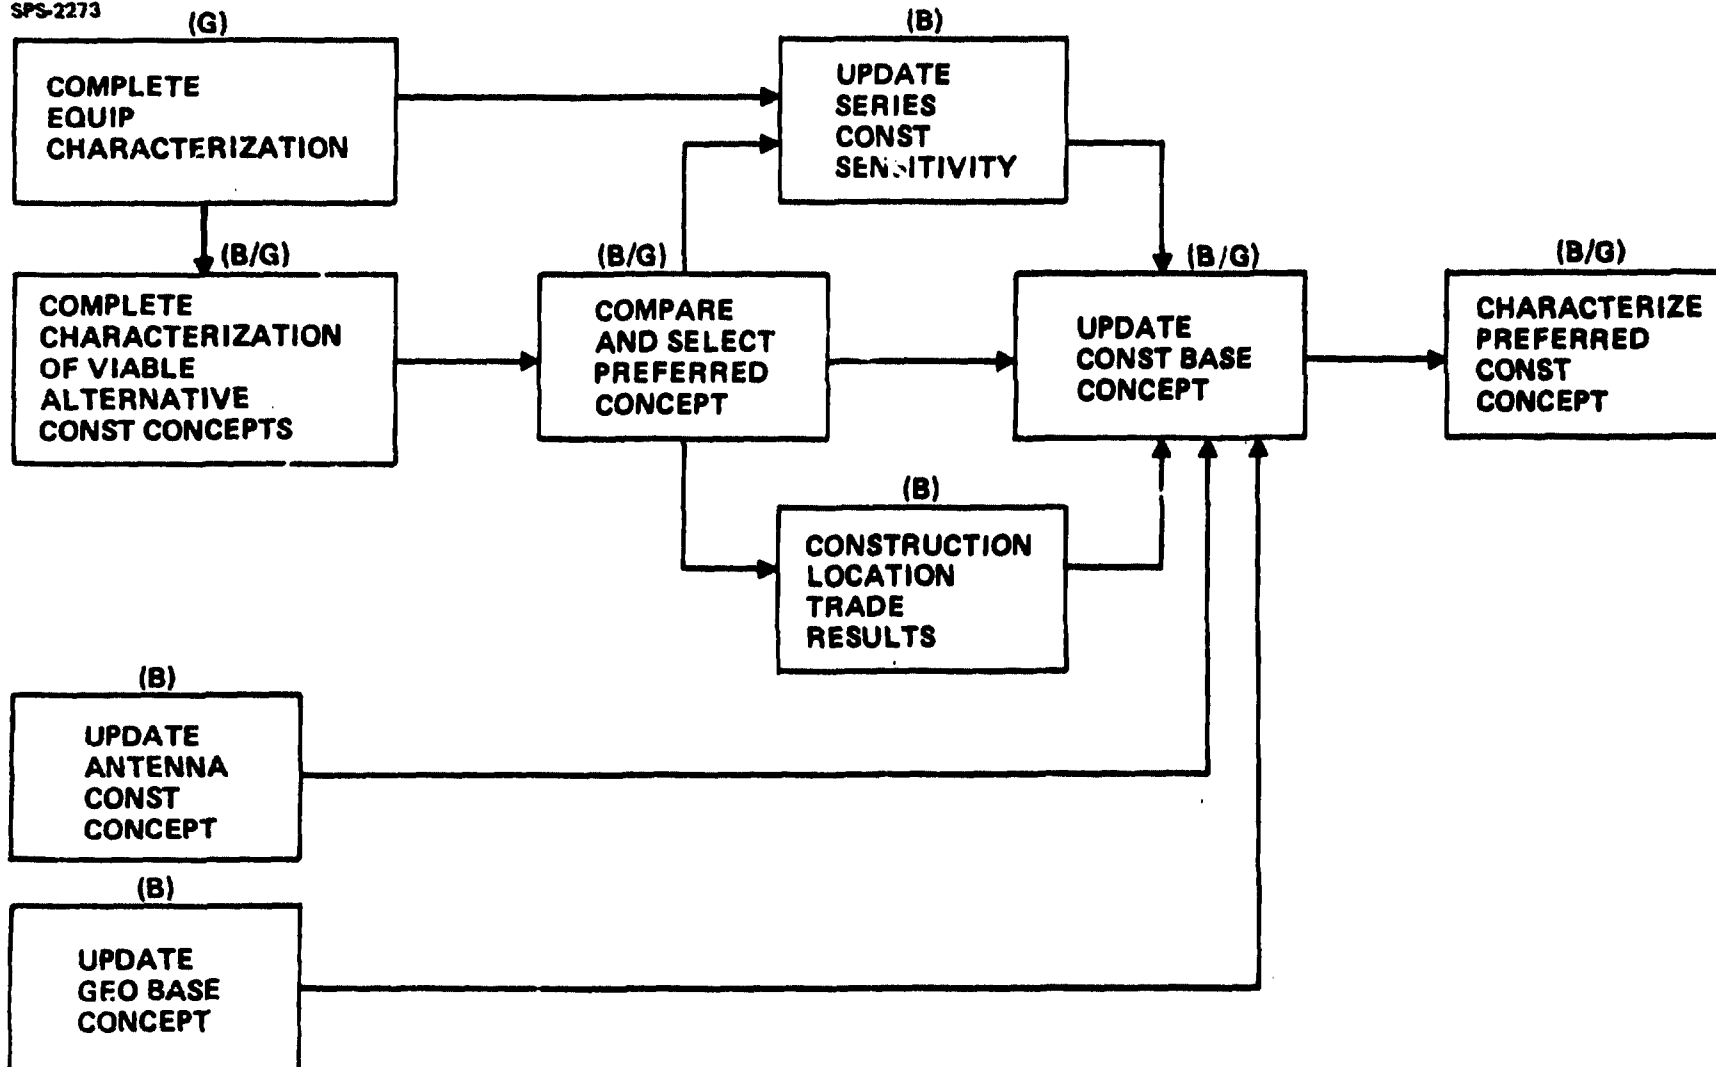 SPS-2273
(G)
COMPLETE
EQUIP
CHARACTERIZATION
(B)
UPDATE
SERIES
CONST
SENSITIVITY
(B/G)
COMPLETE
CHARACTERIZATION
OF VIABLE
ALTERNATIVE
CONST CONCEPTS
(B/G)
COMPARE
AND SELECT
PREFERRED
CONCEPT
(B/G)
UPDATE
CONST BASE
CONCEPT
(B/G)
CHARACTERIZE
PREFERRED
CONST
CONCEPT
(B)
CONSTRUCTION
LOCATION
TRADE
RESULTS
(B)
UPDATE
ANTENNA
CONST
CONCEPT
(B)
UPDATE
GEO BASE
CONCEPT